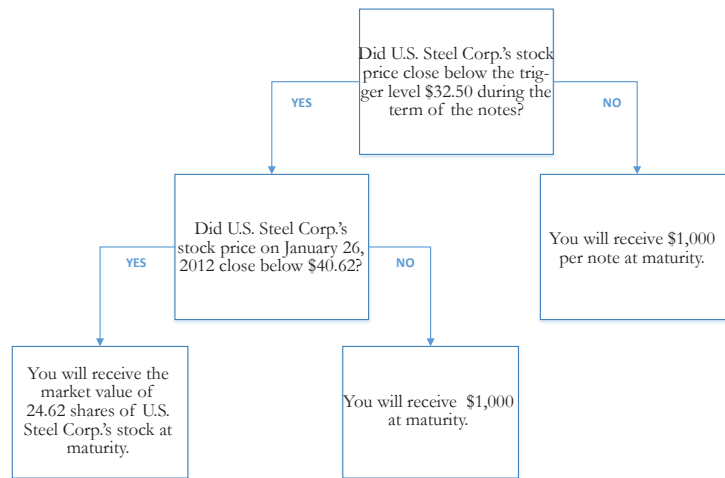 Did U.S. Steel Corp.'s stock
price close below the trig-
ger level $32.50 during the
term of the notes?
YES
NO
Did U.S. Steel Corp.'s
stock price on January 26,
2012 close below $40.62?
You will receive $1,000
per note at maturity.
YES
NO
You will receive the
market value of
24.62 shares of U.S.
Steel Corp.'s stock at
maturity.
You will receive $1,000
at maturity.